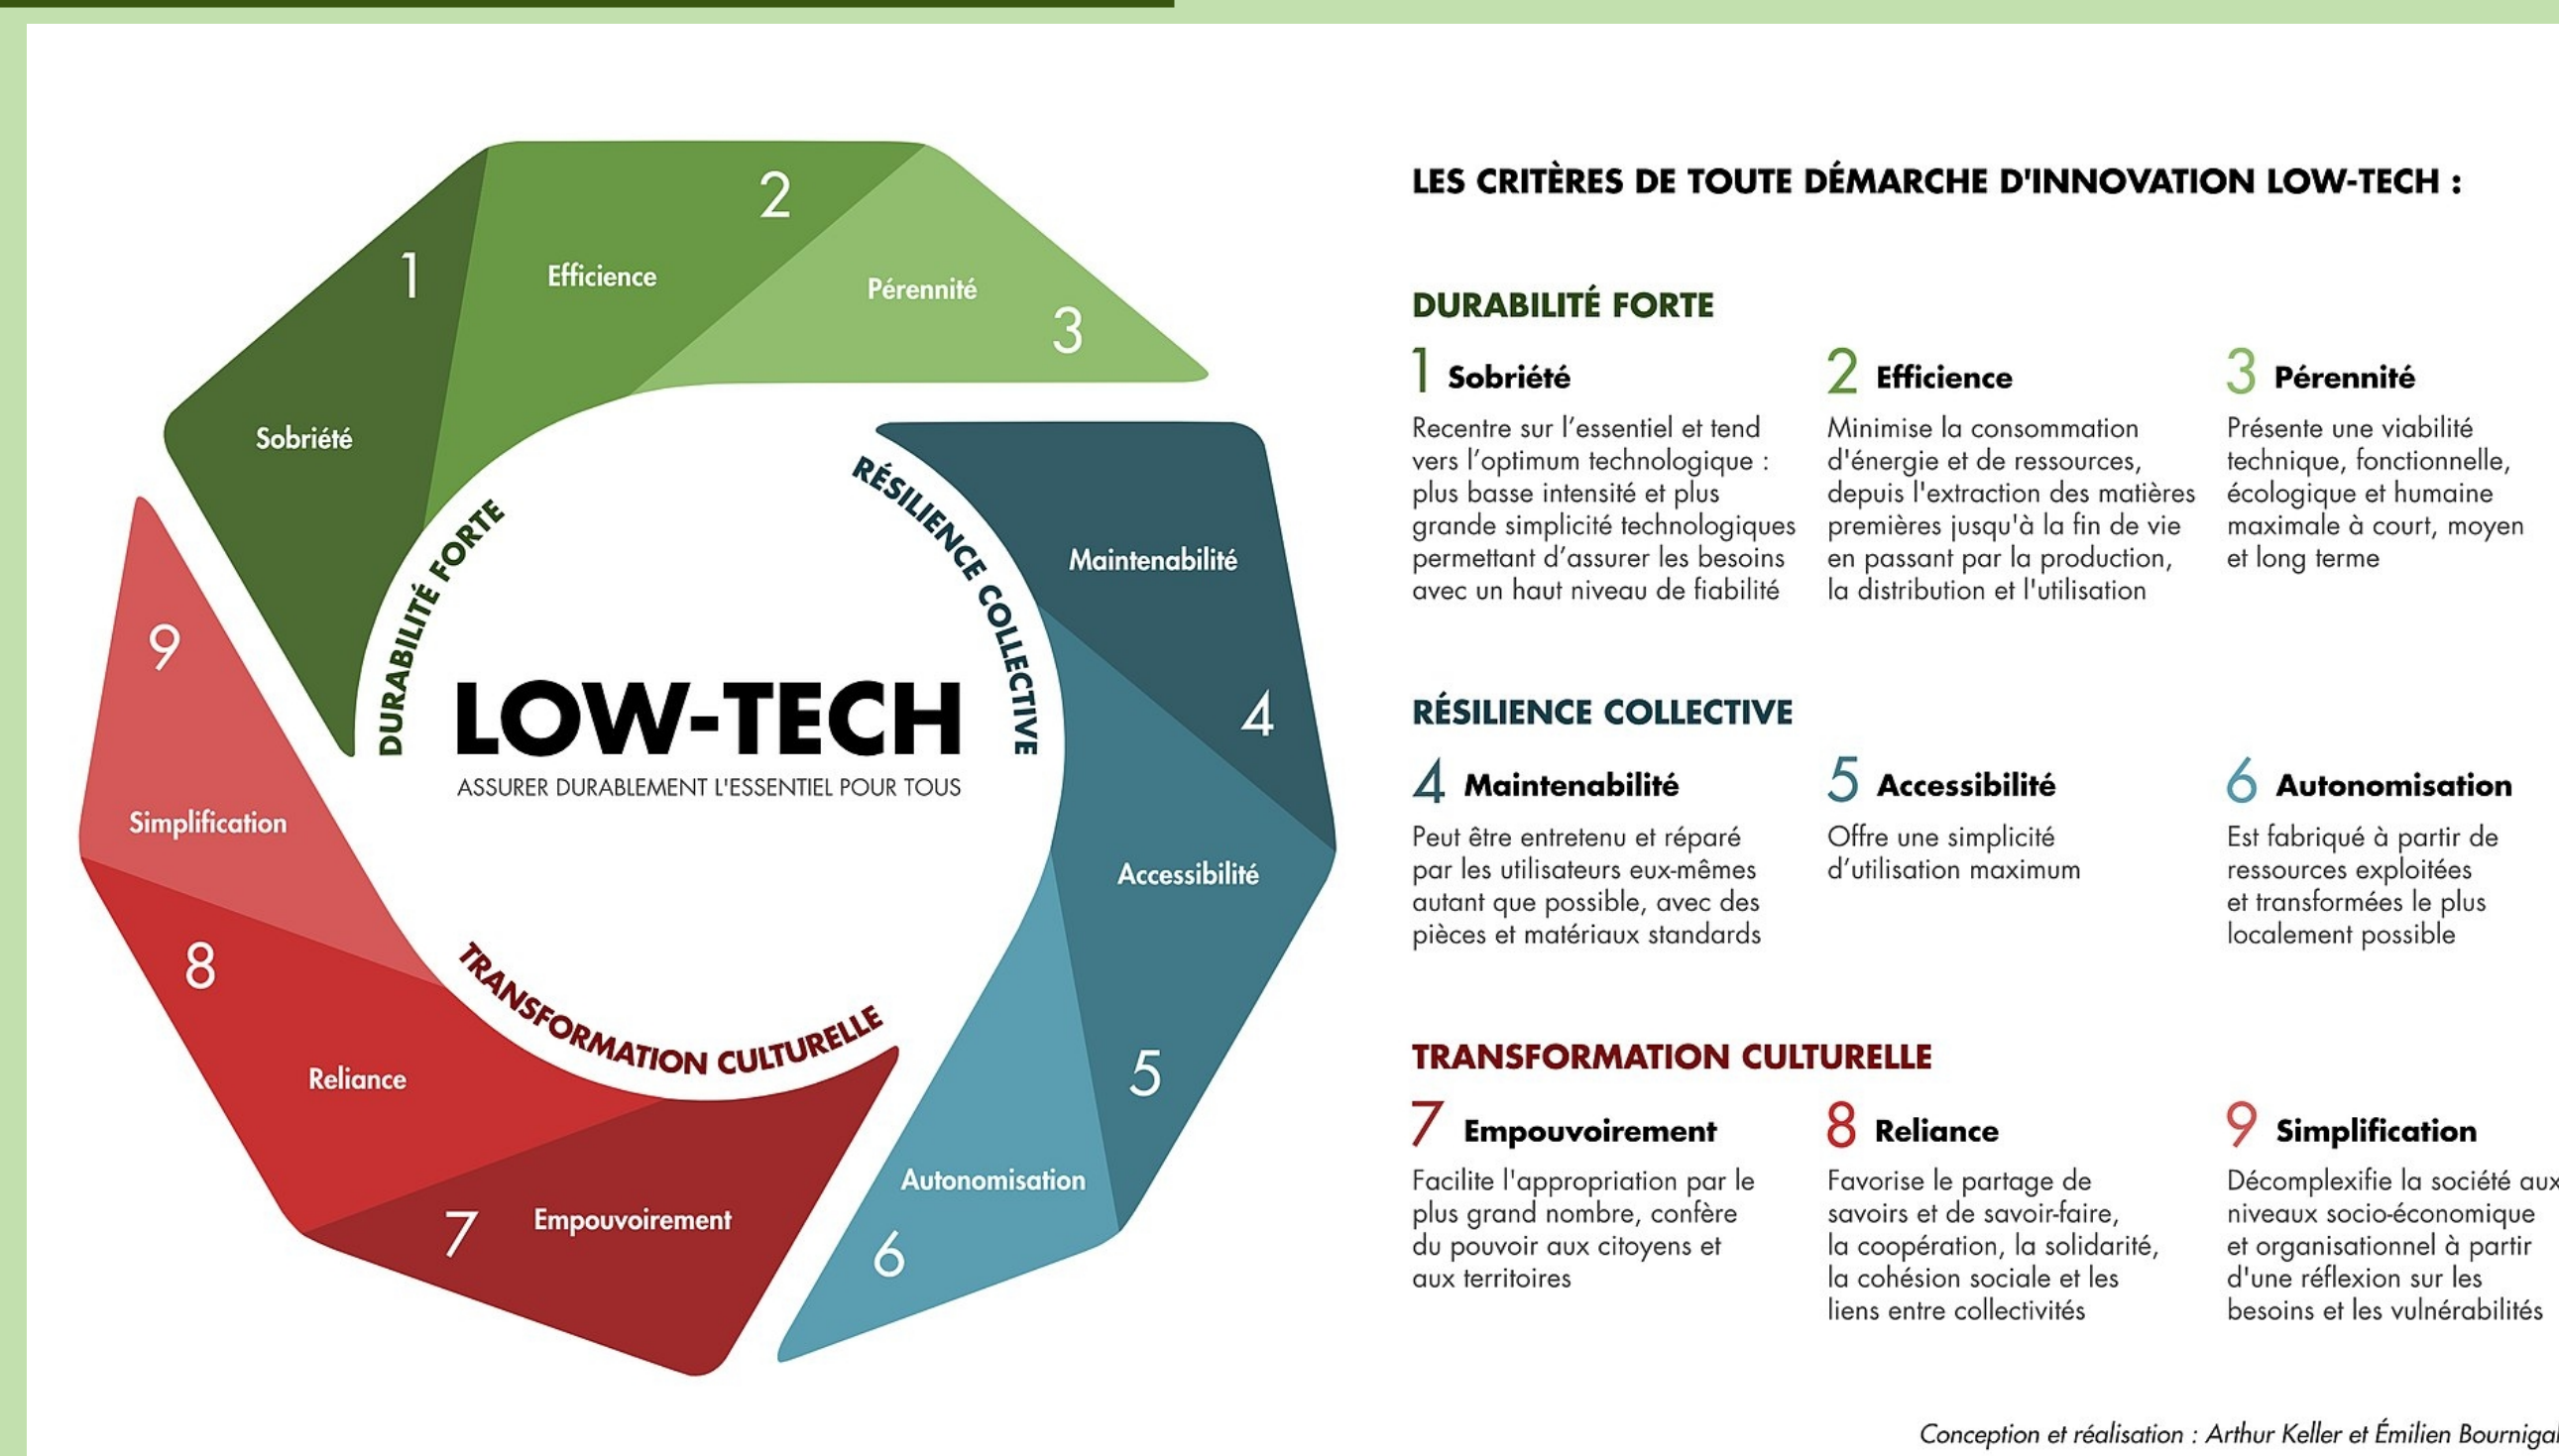 1
2
3
Efficience
Pérennité
Sobriété
RÉSILIENCE COLLECTIVE
DURABILITÉ FORTE
Maintenabilité
9
4
LOW-TECH
ASSURER DURABLEMENT L'ESSENTIEL POUR TOUS
Simplification
Accessibilité
8
TRANSFORMATION CULTURELLE
Reliance
5
Autonomisation
7
Empouvoirement
6
LES CRITÈRES DE TOUTE DÉMARCHE D'INNOVATION LOW-TECH :
DURABILITÉ FORTE
1 Sobriété
Recentre sur l'essentiel et tend
vers l'optimum technologique :
plus basse intensité et plus
grande simplicité technologiques
permettant d'assurer les besoins
avec un haut niveau de fiabilité
2 Efficience
Minimise la consommation
d'énergie et de ressources,
depuis l'extraction des matières
premières jusqu'à la fin de vie
en passant par la production,
la distribution et l'utilisation
3 Pérennité
Présente une viabilité
technique, fonctionnelle,
écologique et humaine
maximale à court, moyen
et long terme
RÉSILIENCE COLLECTIVE
4 Maintenabilité
Peut être entretenu et réparé
par les utilisateurs eux-mêmes
autant que possible, avec des
pièces et matériaux standards
5 Accessibilité
Offre une simplicité
d'utilisation maximum
6 Autonomisation
Est fabriqué à partir de
ressources exploitées
et transformées le plus
localement possible
TRANSFORMATION CULTURELLE
7 Empouvoirement
Facilite l'appropriation par le
plus grand nombre, confère
du pouvoir aux citoyens et
aux territoires
8 Reliance
Favorise le partage de
savoirs et de savoir-faire,
la coopération, la solidarité,
la cohésion sociale et les
liens entre collectivités
9 Simplification
Décomplexifie la société aux
niveaux socio-économique
et organisationnel à partir
d'une réflexion sur les
besoins et les vulnérabilités
Conception et réalisation : Arthur Keller et Émilien Bournigal